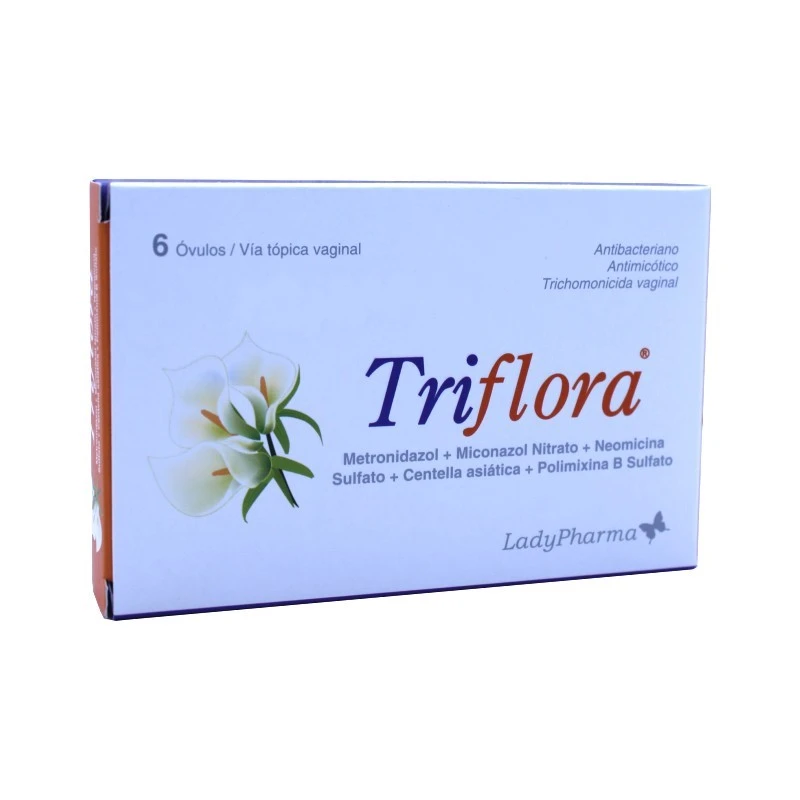 6 Óvulos / Vía tópica vaginal
Antibacteriano
Antimicótico
Trichomonicida vaginal
Triflora®
Metronidazol + Miconazol Nitrato + Neomicina
Sulfato + Centella asiática + Polimixina B Sulfato
LadyPharma